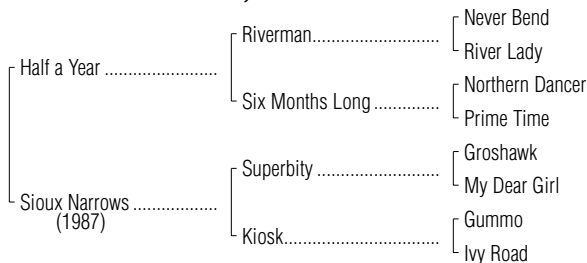 Never Bend
Riverman
River Lady
Half a Year
Northern Dancer
Six Months Long
Prime Time
Groshawk
Superbity
My Dear Girl
Sioux Narrows
(1987)
Gummo
Kiosk
Ivy Road